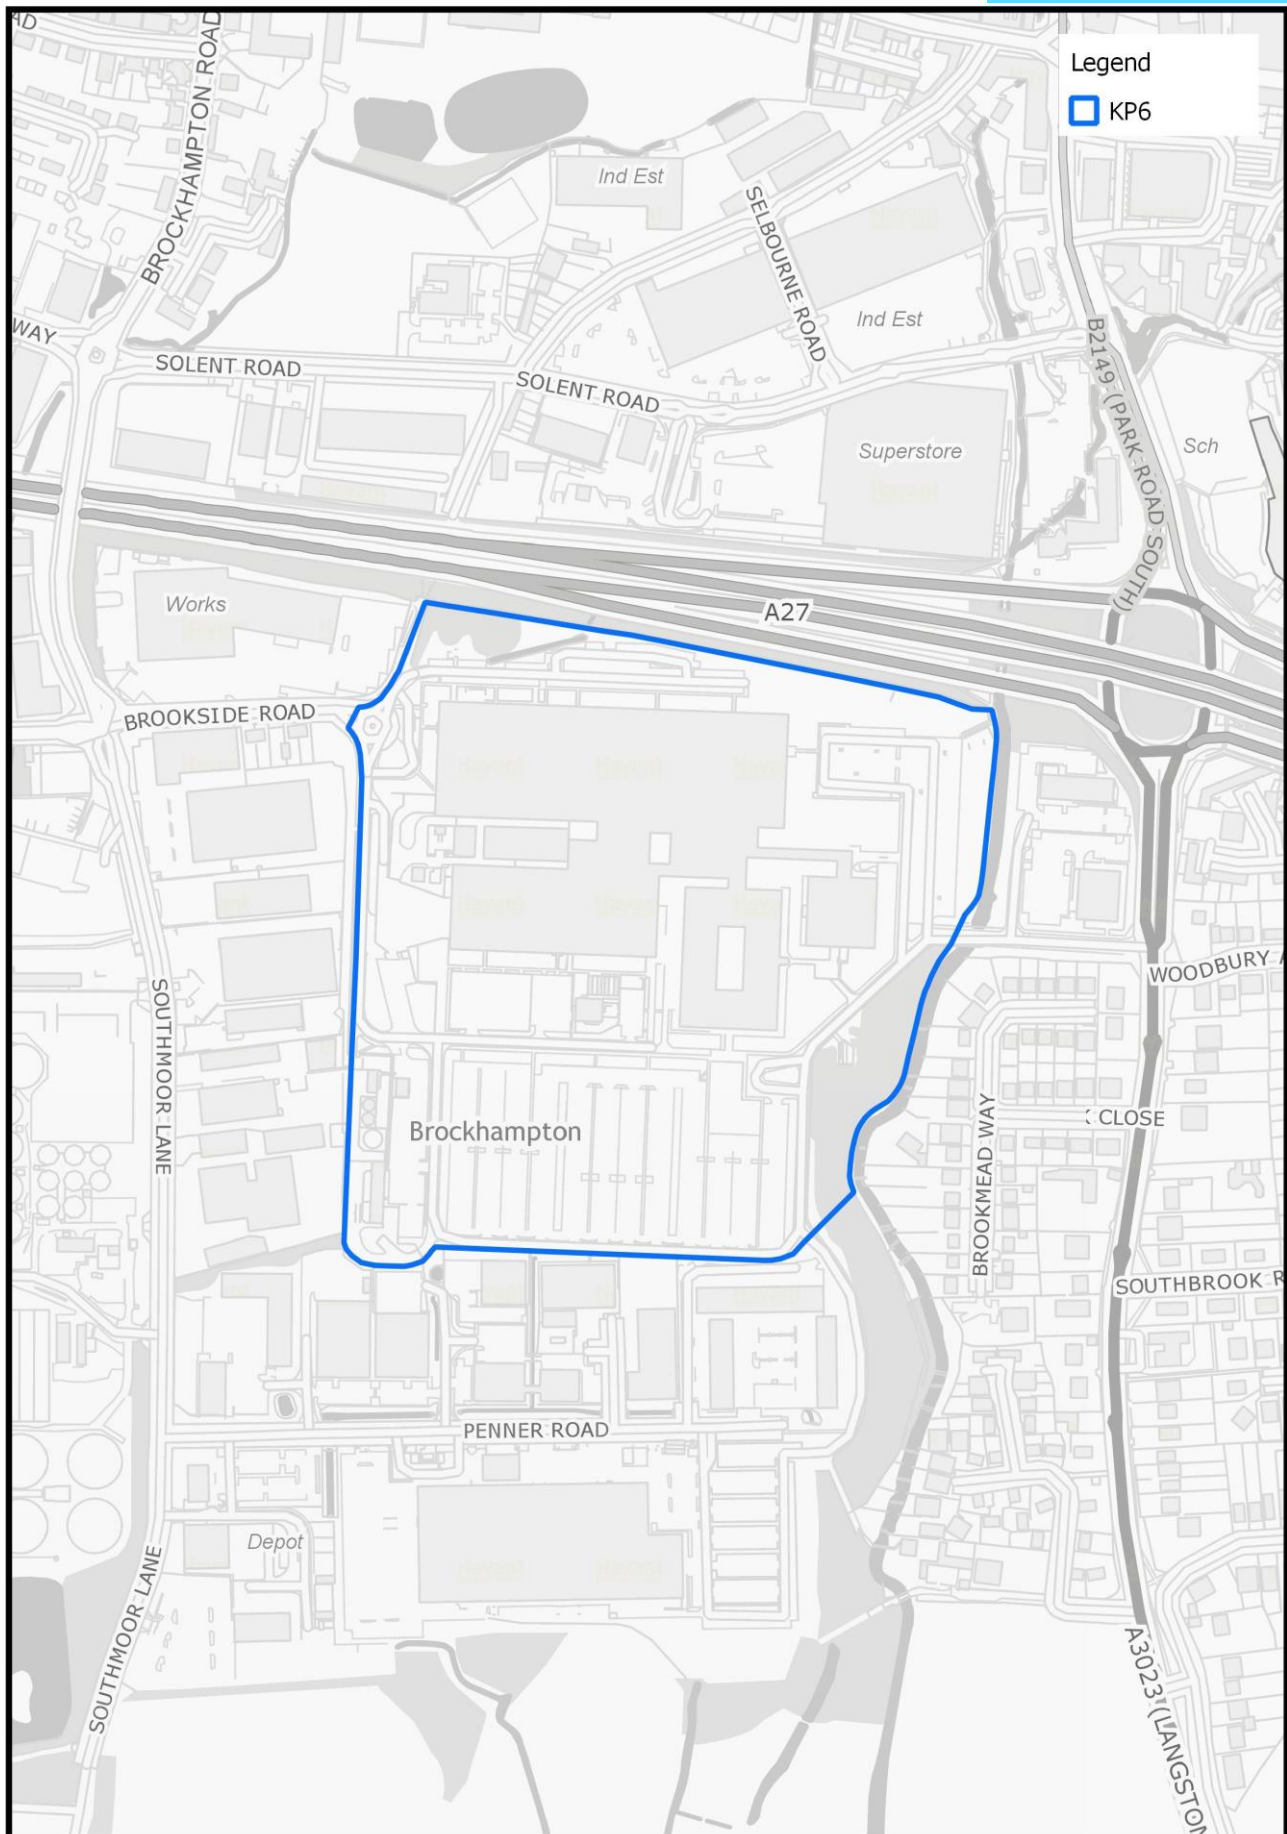 AD
BROCKHAMPTON ROAD
Legend
KP6
Ind Est
SELBOURNE ROAD
Ind Est
WAY
SOLENT ROAD
SOLENT ROAD
B2149 (PARK ROAD SOUTH)
Superstore
Sch
Works
A27
BROOKSIDE ROAD
SOUTHMOOR LANE
WOODBURY A
Brockhampton
BROOKMEAD WAY
CLOSE
SOUTHBROOK R
PENNER ROAD
Depot
SOUTHMOOR LANE
A3023 (LANGSTON